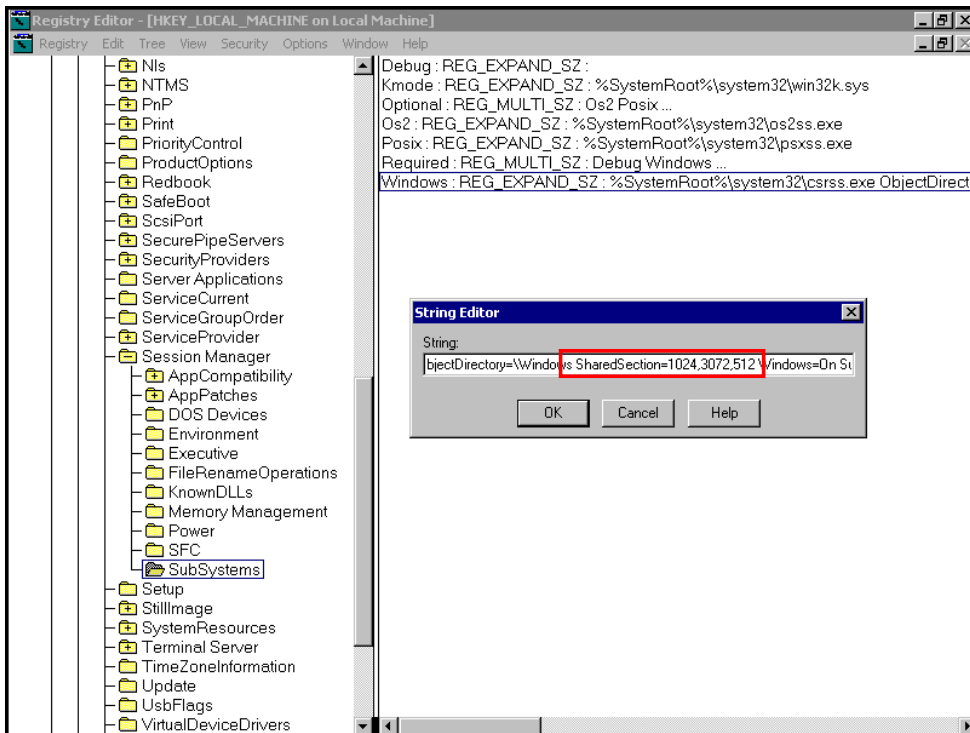 Registry Editor - [HKEY_LOCAL_MACHINE on Local Machine]
Registry Edit Tree View Security Options Window Help
Nls
NTMS
PnP
Print
PriorityControl
ProductOptions
Redbook
SafeBoot
ScsiPort
SecurePipeServers
SecurityProviders
Server Applications
ServiceCurrent
ServiceGroupOrder
ServiceProvider
Session Manager
AppCompatibility
AppPatches
DOS Devices
Environment
Executive
FileRenameOperations
KnownDLLs
Memory Management
Power
SFC
SubSystems
Setup
StillImage
SystemResources
Terminal Server
TimeZoneInformation
Update
UsbFlags
VirtualDeviceDrivers
Debug : REG_EXPAND_SZ :
Kmode : REG_EXPAND_SZ : %SystemRoot%\system32\win32k.sys
Optional : REG_MULTI_SZ : Os2 Posix ...
Os2 : REG_EXPAND_SZ : %SystemRoot%\system32\os2ss.exe
Posix : REG_EXPAND_SZ : %SystemRoot%\system32\psxss.exe
Required : REG_MULTI_SZ : Debug Windows ...
Windows : REG_EXPAND_SZ : %SystemRoot%\system32\csrss.exe ObjectDirect
String Editor
String:
bjectDirectory=\Windows SharedSection=1024,3072,512 Windows=On Su
OK Cancel Help